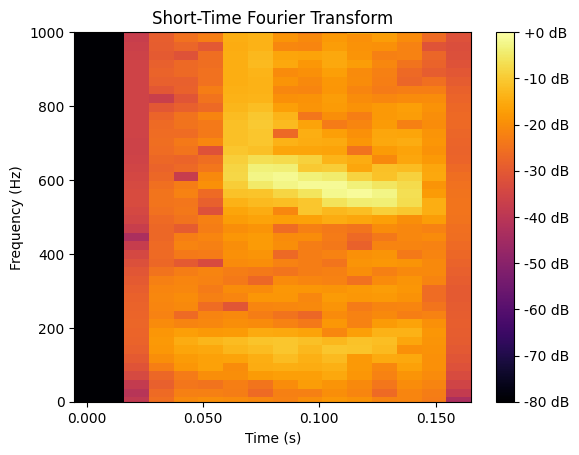 Short-Time Fourier Transform
Frequency (Hz)
1000
800
600
400
200
0
0.000
0.050
0.100
0.150
Time (s)
+0 dB
-10 dB
-20 dB
-30 dB
-40 dB
-50 dB
-60 dB
-70 dB
-80 dB